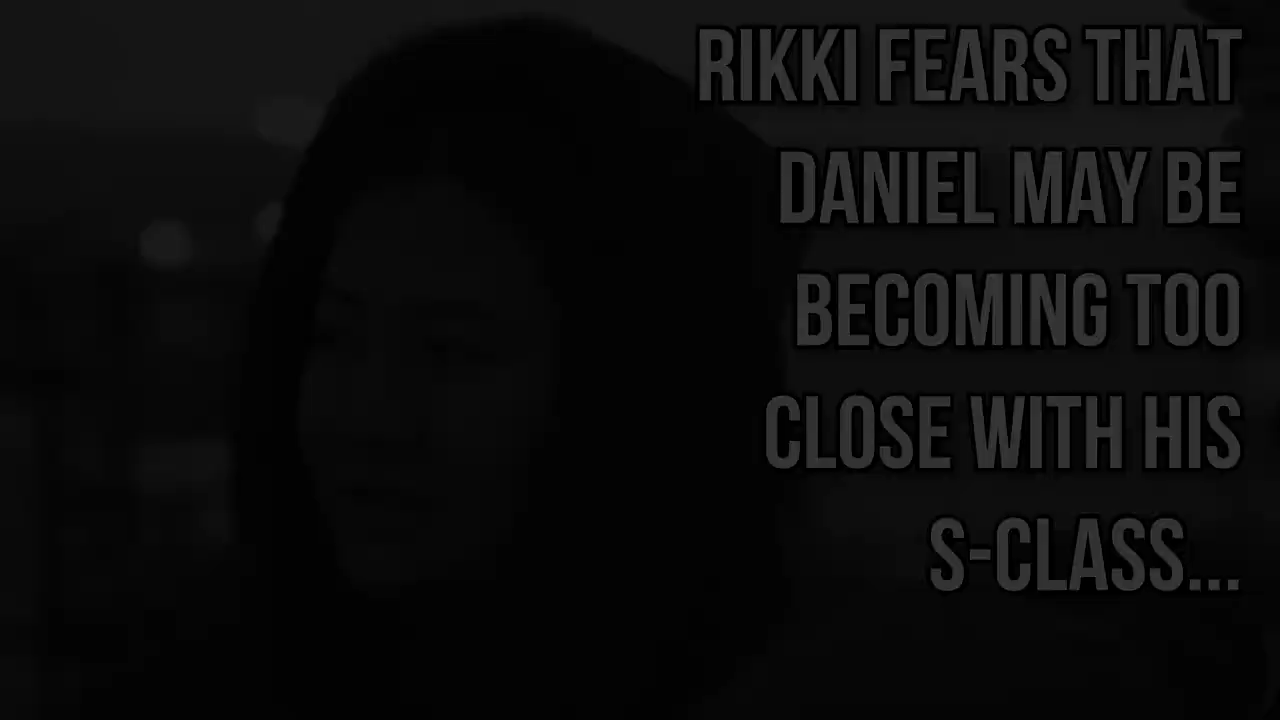 RIKKI FEARS THAT
DANIEL MAY BE
BECOMING TOO
CLOSE WITH HIS
S-CLASS...